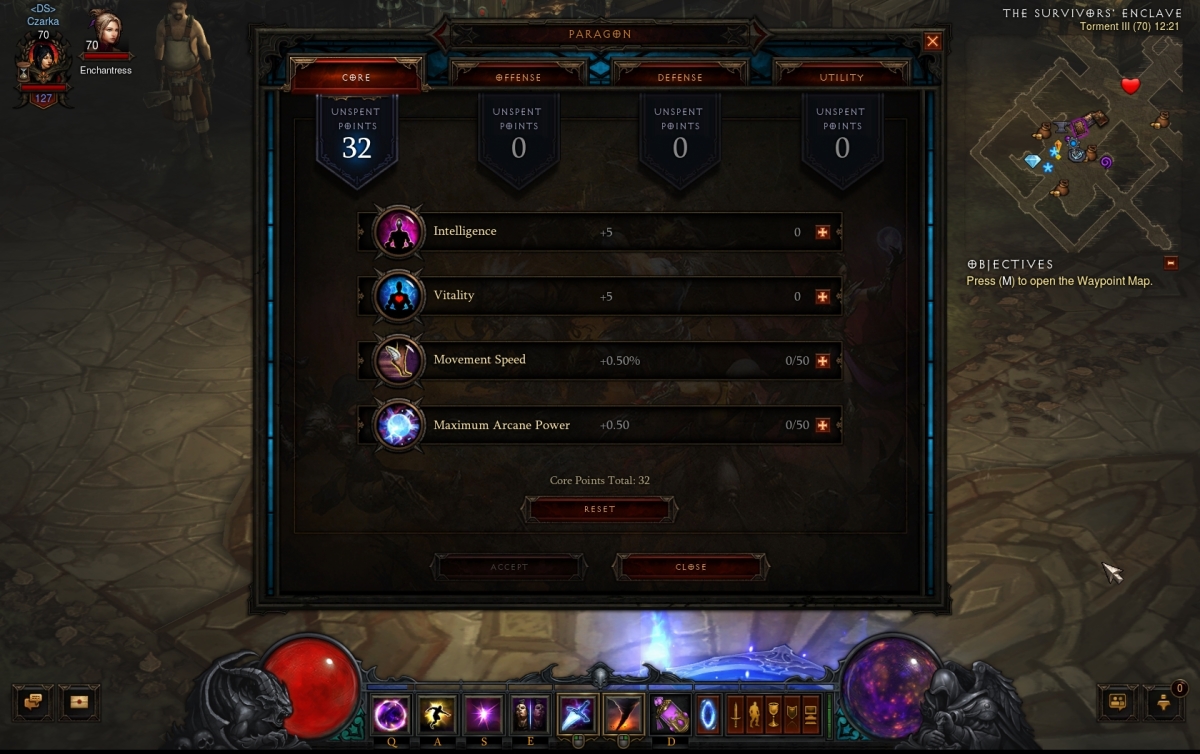 <DS>
Czarka
70
127
70
Enchantress
THE SURVIVORS' ENCLAVE
Torment III (70) 12:21
PARAGON
CORE
OFFENSE
DEFENSE
UTILITY
UNSPENT
POINTS
32
UNSPENT
POINTS
0
UNSPENT
POINTS
0
UNSPENT
POINTS
0
Intelligence +5 0
Vitality +5 0
Movement Speed +0.50% 0/50
Maximum Arcane Power +0.50 0/50
Core Points Total: 32
RESET
ACCEPT
CLOSE
OBJECTIVES
Press (M) to open the Waypoint Map.
Q A S E D
0